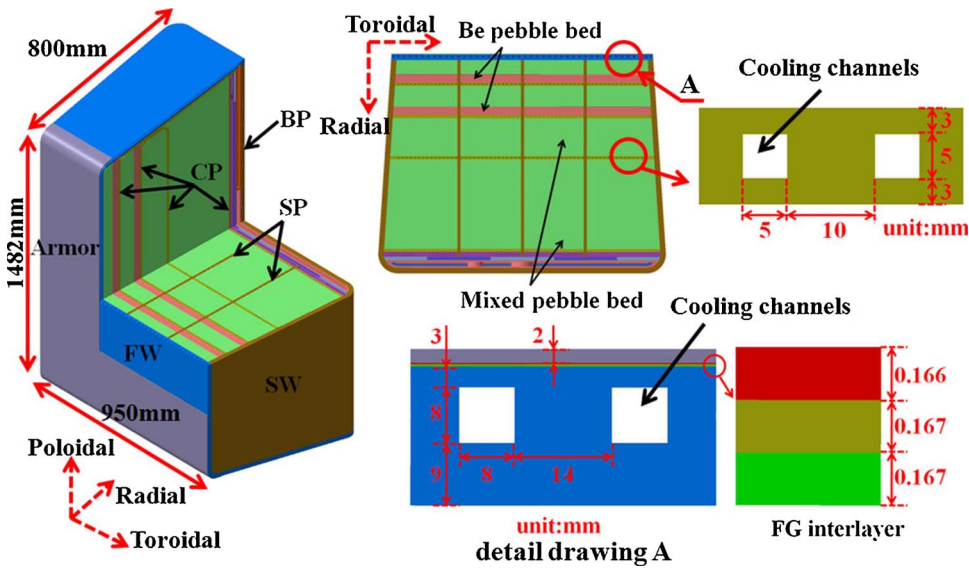 800mm
1482mm
950mm
Armor
BP
CP
SP
FW
SW
Poloidal
Radial
Toroidal
Toroidal
Radial
Be pebble bed
A
Mixed pebble bed
Cooling channels
3
5
3
5
10
unit:mm
Cooling channels
3
2
8
9
8
14
unit:mm
detail drawing A
0.166
0.167
0.167
FG interlayer